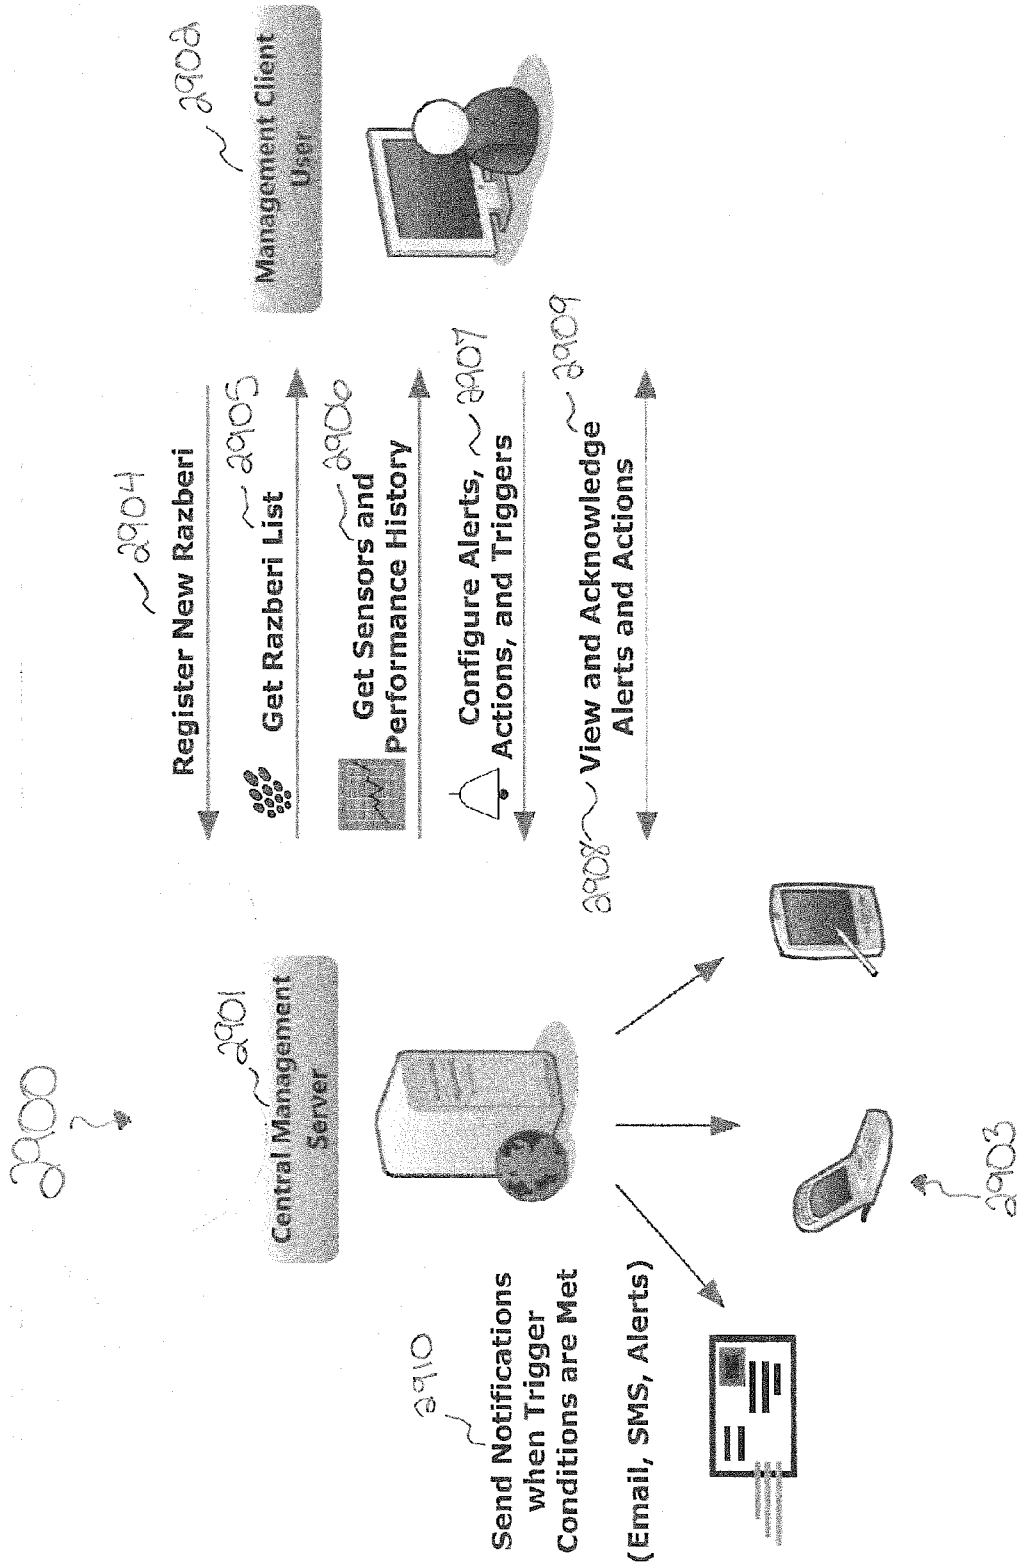 2900
2901
Central Management
Server
2902
Management Client
User
2904
Register New Razberi
2905
Get Razberi List
2906
Get Sensors and
Performance History
2907
Configure Alerts,
Actions, and Triggers
2908
2909
View and Acknowledge
Alerts and Actions
2910
Send Notifications
when Trigger
Conditions are Met
(Email, SMS, Alerts)
2903